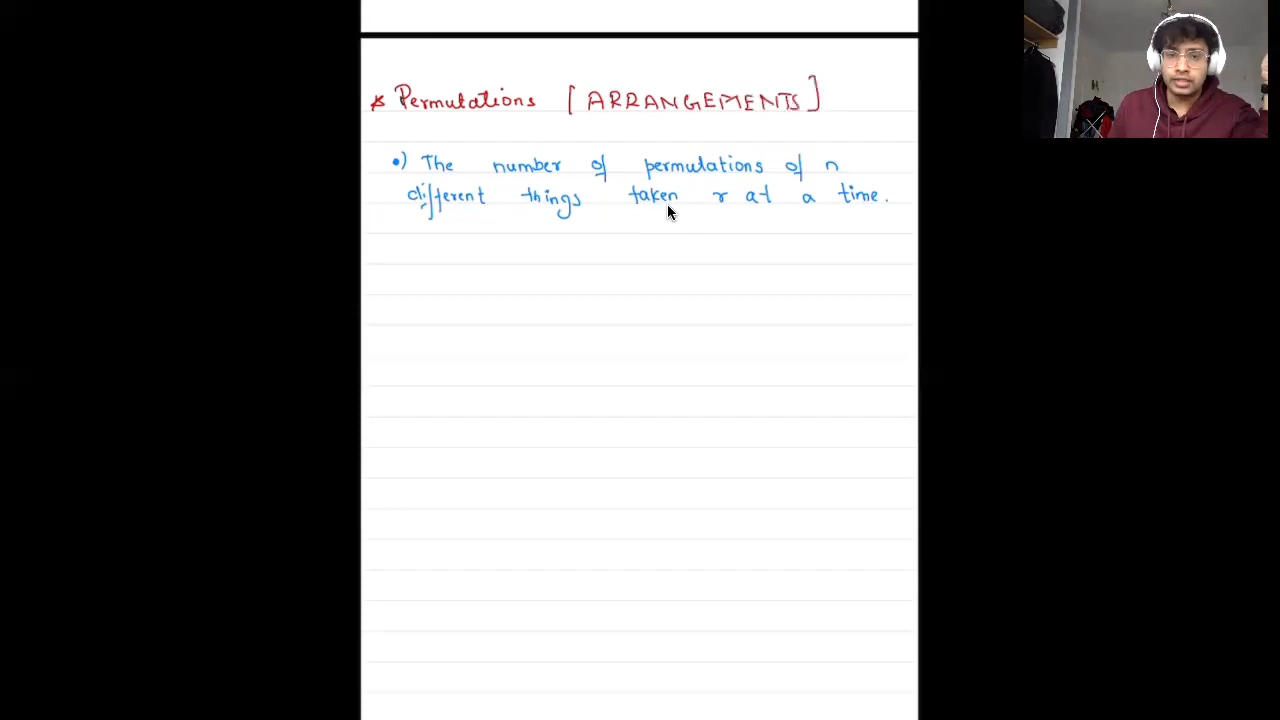 * Permutations [ARRANGEMENTS]
•) The number of permutations of n
different things taken r at a time.